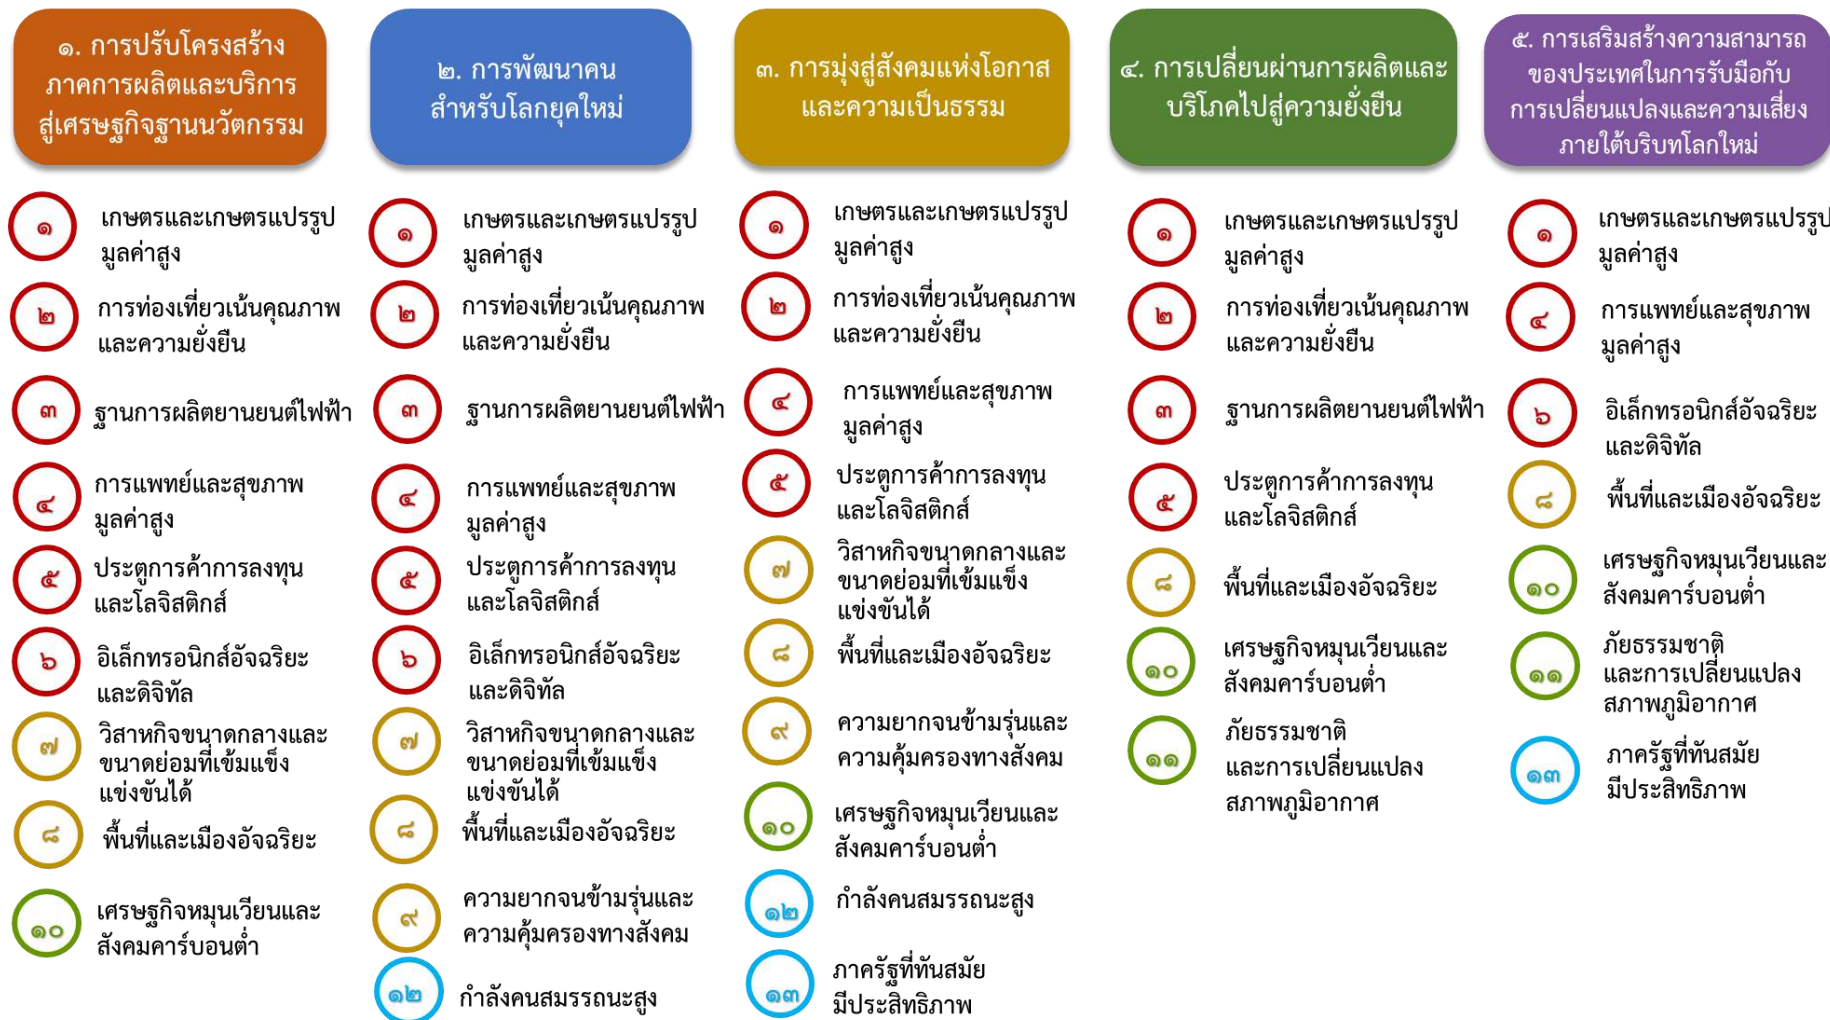 ๑. การปรับโครงสร้าง
ภาคการผลิตและบริการ
สู่เศรษฐกิจฐานนวัตกรรม
๑
เกษตรและเกษตรแปรรูป
มูลค่าสูง
๒
การท่องเที่ยวเน้นคุณภาพ
และความยั่งยืน
๓
ฐานการผลิตยานยนต์ไฟฟ้า
๔
การแพทย์และสุขภาพ
มูลค่าสูง
๕
ประตูการค้าการลงทุน
และโลจิสติกส์
๖
อิเล็กทรอนิกส์อัจฉริยะ
และดิจิทัล
๗
วิสาหกิจขนาดกลางและ
ขนาดย่อมที่เข้มแข็ง
แข่งขันได้
๘
พื้นที่และเมืองอัจฉริยะ
๑๐
เศรษฐกิจหมุนเวียนและ
สังคมคาร์บอนต่ำ
๒. การพัฒนาคน
สำหรับโลกยุคใหม่
๑
เกษตรและเกษตรแปรรูป
มูลค่าสูง
๒
การท่องเที่ยวเน้นคุณภาพ
และความยั่งยืน
๓
ฐานการผลิตยานยนต์ไฟฟ้า
๔
การแพทย์และสุขภาพ
มูลค่าสูง
๕
ประตูการค้าการลงทุน
และโลจิสติกส์
๖
อิเล็กทรอนิกส์อัจฉริยะ
และดิจิทัล
๗
วิสาหกิจขนาดกลางและ
ขนาดย่อมที่เข้มแข็ง
แข่งขันได้
๘
พื้นที่และเมืองอัจฉริยะ
๙
ความยากจนข้ามรุ่นและ
ความคุ้มครองทางสังคม
๑๒
กำลังคนสมรรถนะสูง
๓. การมุ่งสู่สังคมแห่งโอกาส
และความเป็นธรรม
๑
เกษตรและเกษตรแปรรูป
มูลค่าสูง
๒
การท่องเที่ยวเน้นคุณภาพ
และความยั่งยืน
๔
การแพทย์และสุขภาพ
มูลค่าสูง
๕
ประตูการค้าการลงทุน
และโลจิสติกส์
๗
วิสาหกิจขนาดกลางและ
ขนาดย่อมที่เข้มแข็ง
แข่งขันได้
๘
พื้นที่และเมืองอัจฉริยะ
๙
ความยากจนข้ามรุ่นและ
ความคุ้มครองทางสังคม
๑๐
เศรษฐกิจหมุนเวียนและ
สังคมคาร์บอนต่ำ
๑๒
กำลังคนสมรรถนะสูง
๑๓
ภาครัฐที่ทันสมัย
มีประสิทธิภาพ
๔. การเปลี่ยนผ่านการผลิตและ
บริโภคไปสู่ความยั่งยืน
๑
เกษตรและเกษตรแปรรูป
มูลค่าสูง
๒
การท่องเที่ยวเน้นคุณภาพ
และความยั่งยืน
๓
ฐานการผลิตยานยนต์ไฟฟ้า
๕
ประตูการค้าการลงทุน
และโลจิสติกส์
๘
พื้นที่และเมืองอัจฉริยะ
๑๐
เศรษฐกิจหมุนเวียนและ
สังคมคาร์บอนต่ำ
๑๑
ภัยธรรมชาติ
และการเปลี่ยนแปลง
สภาพภูมิอากาศ
๕. การเสริมสร้างความสามารถ
ของประเทศในการรับมือกับ
การเปลี่ยนแปลงและความเสี่ยง
ภายใต้บริบทโลกใหม่
๑
เกษตรและเกษตรแปรรูป
มูลค่าสูง
๔
การแพทย์และสุขภาพ
มูลค่าสูง
๖
อิเล็กทรอนิกส์อัจฉริยะ
และดิจิทัล
๘
พื้นที่และเมืองอัจฉริยะ
๑๐
เศรษฐกิจหมุนเวียนและ
สังคมคาร์บอนต่ำ
๑๑
ภัยธรรมชาติ
และการเปลี่ยนแปลง
สภาพภูมิอากาศ
๑๓
ภาครัฐที่ทันสมัย
มีประสิทธิภาพ